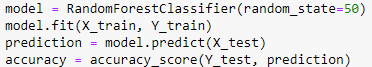 model = RandomForestClassifier(random_state=50)
model.fit(X_train, Y_train)
prediction = model.predict(X_test)
accuracy = accuracy_score(Y_test, prediction)